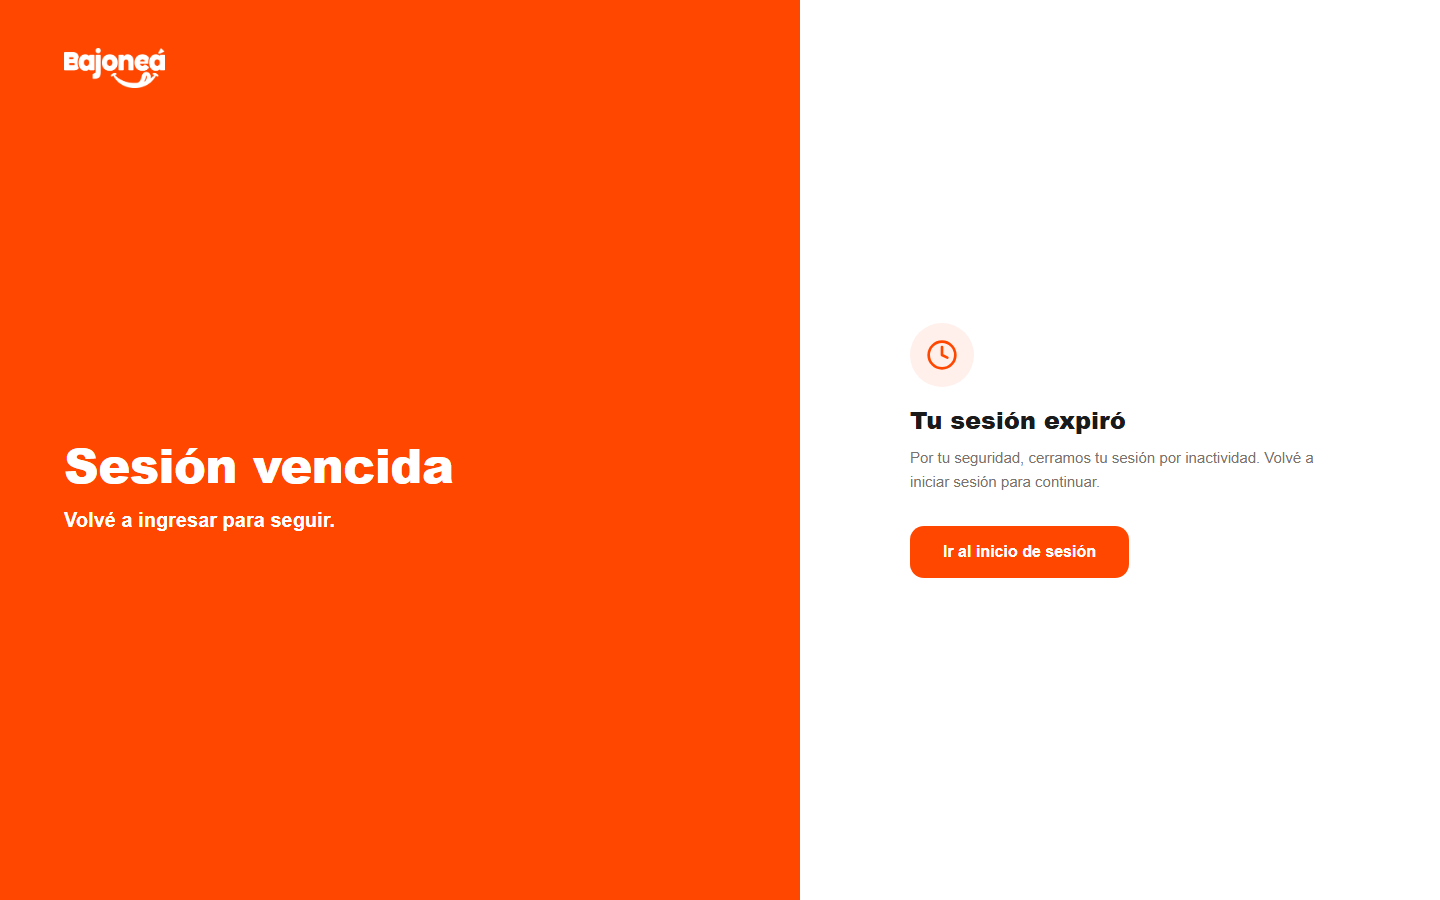 Bajoneá
Sesión vencida
Volvé a ingresar para seguir.
Tu sesión expiró
Por tu seguridad, cerramos tu sesión por inactividad. Volvé a
iniciar sesión para continuar.
Ir al inicio de sesión